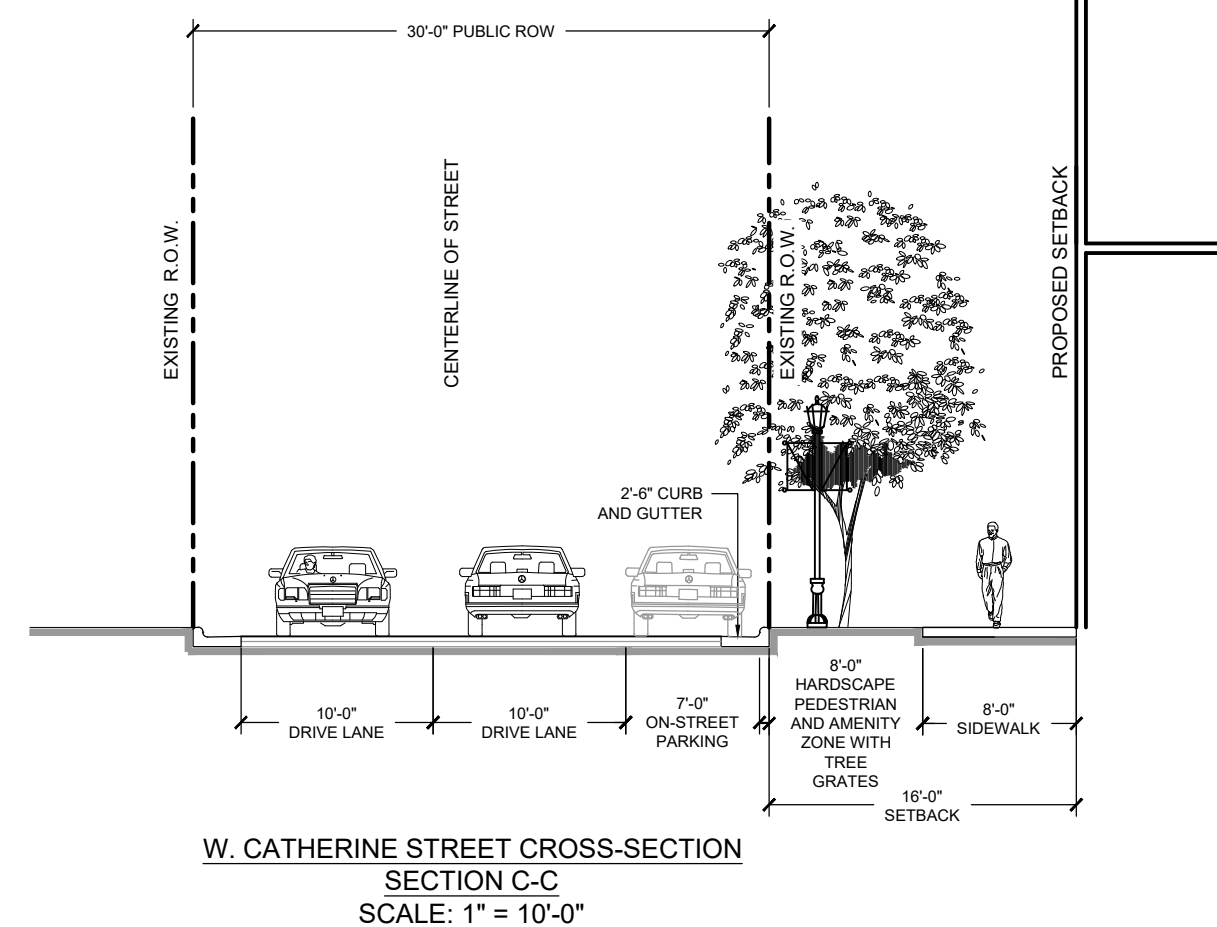 30'-0" PUBLIC ROW
EXISTING R.O.W.
CENTERLINE OF STREET
EXISTING R.O.W.
PROPOSED SETBACK
2'-6" CURB
AND GUTTER
10'-0"
DRIVE LANE
10'-0"
DRIVE LANE
7'-0"
ON-STREET
PARKING
8'-0"
HARDSCAPE
PEDESTRIAN
AND AMENITY
ZONE WITH
TREE
GRATES
8'-0"
SIDEWALK
16'-0"
SETBACK
W. CATHERINE STREET CROSS-SECTION
SECTION C-C
SCALE: 1" = 10'-0"